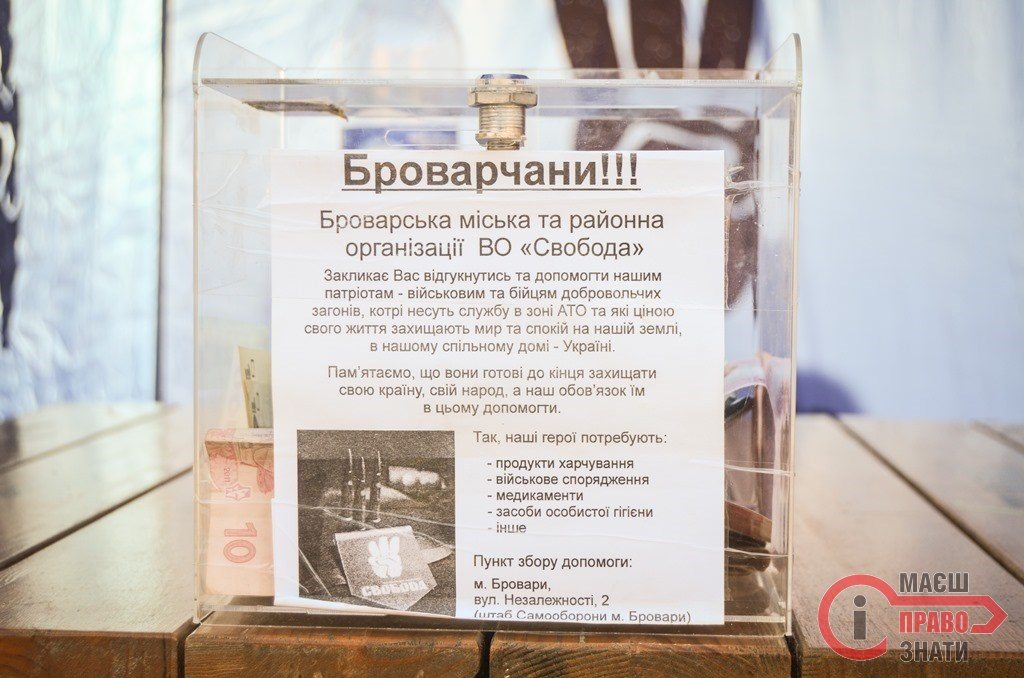 Броварчани!!!
Броварська міська та районна
організації ВО «Свобода»
Закликає Вас відгукнутись та допомогти нашим
патріотам - військовим та бійцям добровольчих
загонів, котрі несуть службу в зоні АТО та які ціною
свого життя захищають мир та спокій на нашій землі,
в нашому спільному домі - Україні.
Пам'ятаємо, що вони готові до кінця захищати
свою країну, свій народ, а наш обов'язок їм
в цьому допомогти.
Так, наші герої потребують:
- продукти харчування
- військове спорядження
- медикаменти
- засоби особистої гігієни
- інше
СВОБОДА
Пункт збору допомоги:
м. Бровари,
вул. Незалежності, 2
(штаб Самооборони м. Бровари)
10
і
МАЄШ
ПРАВО
ЗНАТИ